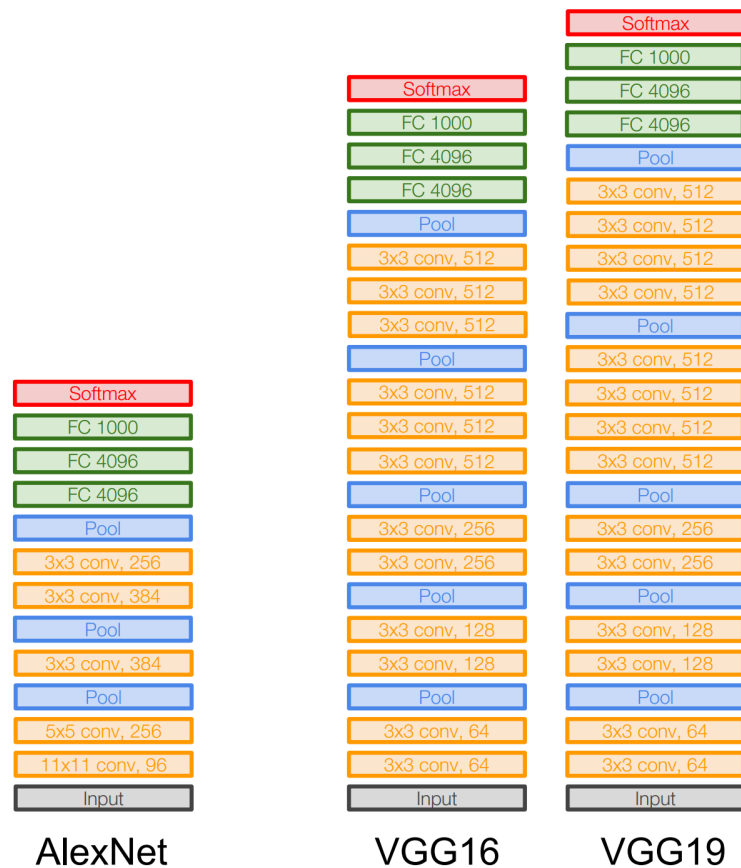 Softmax
FC 1000
FC 4096
FC 4096
Pool
3x3 conv, 256
3x3 conv, 384
Pool
3x3 conv, 384
Pool
5x5 conv, 256
11x11 conv, 96
Input
AlexNet
Softmax
FC 1000
FC 4096
FC 4096
Pool
3x3 conv, 512
3x3 conv, 512
3x3 conv, 512
Pool
3x3 conv, 512
3x3 conv, 512
3x3 conv, 512
Pool
3x3 conv, 256
3x3 conv, 256
Pool
3x3 conv, 128
3x3 conv, 128
Pool
3x3 conv, 64
3x3 conv, 64
Input
VGG16
Softmax
FC 1000
FC 4096
FC 4096
Pool
3x3 conv, 512
3x3 conv, 512
3x3 conv, 512
3x3 conv, 512
Pool
3x3 conv, 512
3x3 conv, 512
3x3 conv, 512
3x3 conv, 512
Pool
3x3 conv, 256
3x3 conv, 256
Pool
3x3 conv, 128
3x3 conv, 128
Pool
3x3 conv, 64
3x3 conv, 64
Input
VGG19